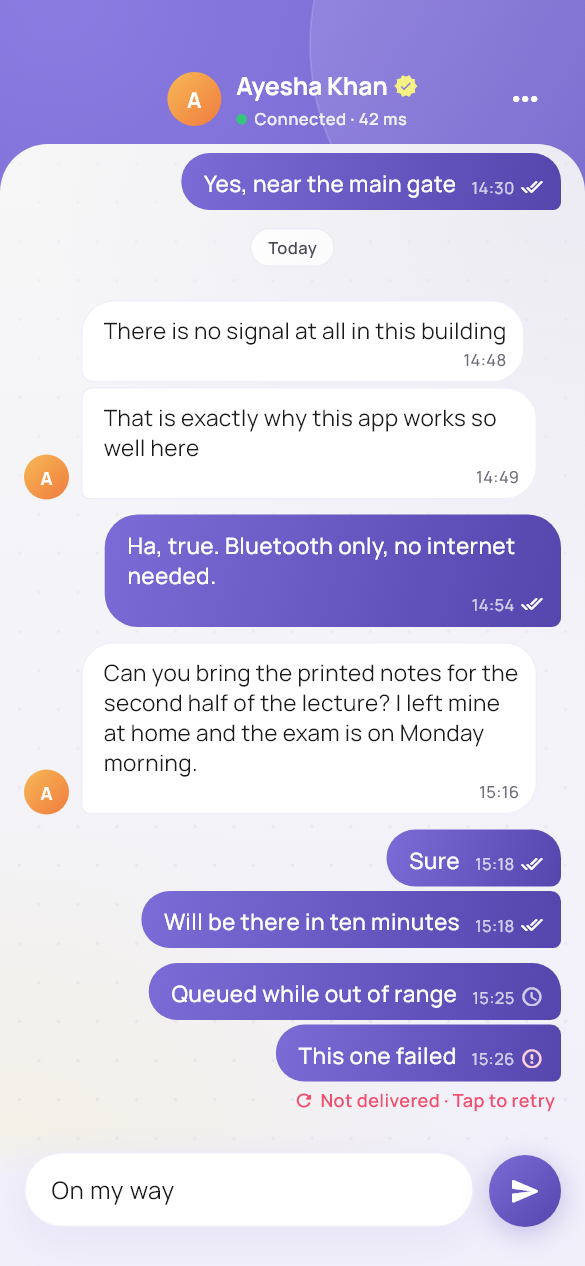 A
Ayesha Khan
Connected · 42 ms
Yes, near the main gate 14:30
Today
There is no signal at all in this building
14:48
That is exactly why this app works so
well here
14:49
A
Ha, true. Bluetooth only, no internet
needed.
14:54
Can you bring the printed notes for the
second half of the lecture? I left mine
at home and the exam is on Monday
morning.
15:16
A
Sure 15:18
Will be there in ten minutes 15:18
Queued while out of range 15:25
This one failed 15:26
Not delivered · Tap to retry
On my way